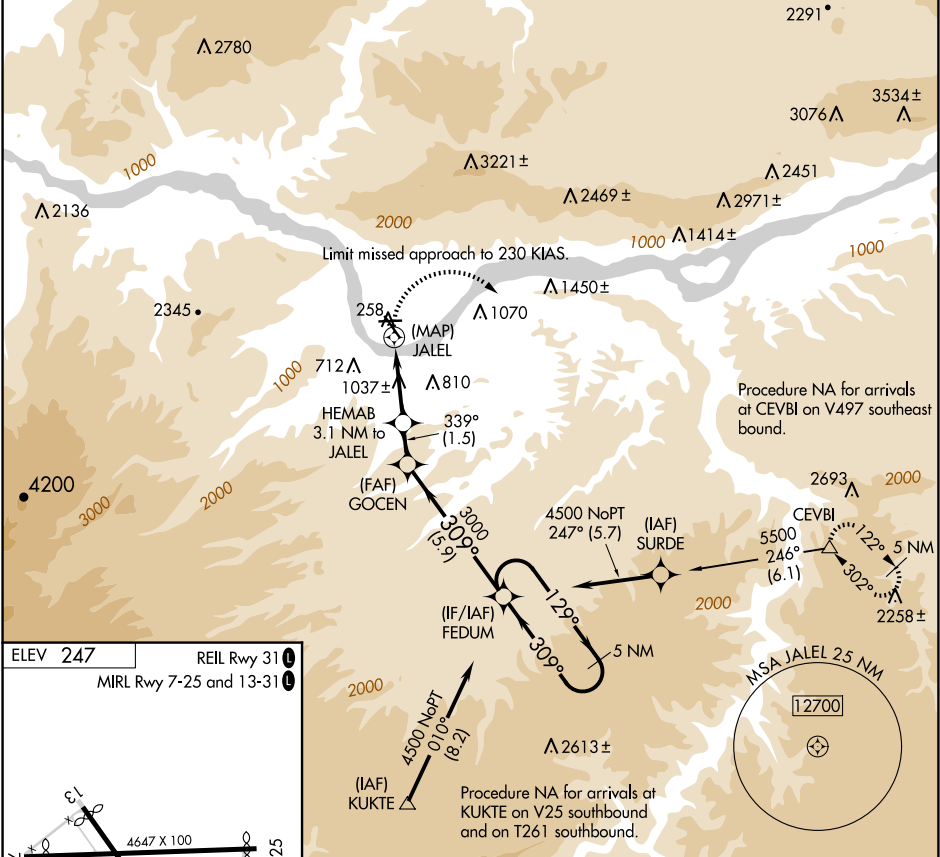 2291
2780
3534±
3076
1000
3221±
2451
2469±
2971±
2136
2000
1414±
1000
1000
Limit missed approach to 230 KIAS.
1450±
2345
258
1070
(MAP)
JALEL
712
1000
1037±
810
Procedure NA for arrivals
at CEVBI on V497 southeast
bound.
HEMAB
3.1 NM to
JALEL
339°
(1.5)
4200
3000
2000
(FAF)
GOCEN
2693
2000
CEVBI
3000
309°
(5.9)
4500 NoPT
247° (5.7)
(IAF)
SURDE
5500
246°
(6.1)
122°
5 NM
302°
2258±
2000
(IF/IAF)
FEDUM
129°
309°
5 NM
ELEV 247
REIL Rwy 31 L
MIRL Rwy 7-25 and 13-31 L
2000
MSA JALEL 25 NM
12700
4500 NoPT
010°
(8.2)
2613±
(IAF)
KUKTE
Procedure NA for arrivals at
KUKTE on V25 southbound
and on T261 southbound.
13
4647 X 100
25